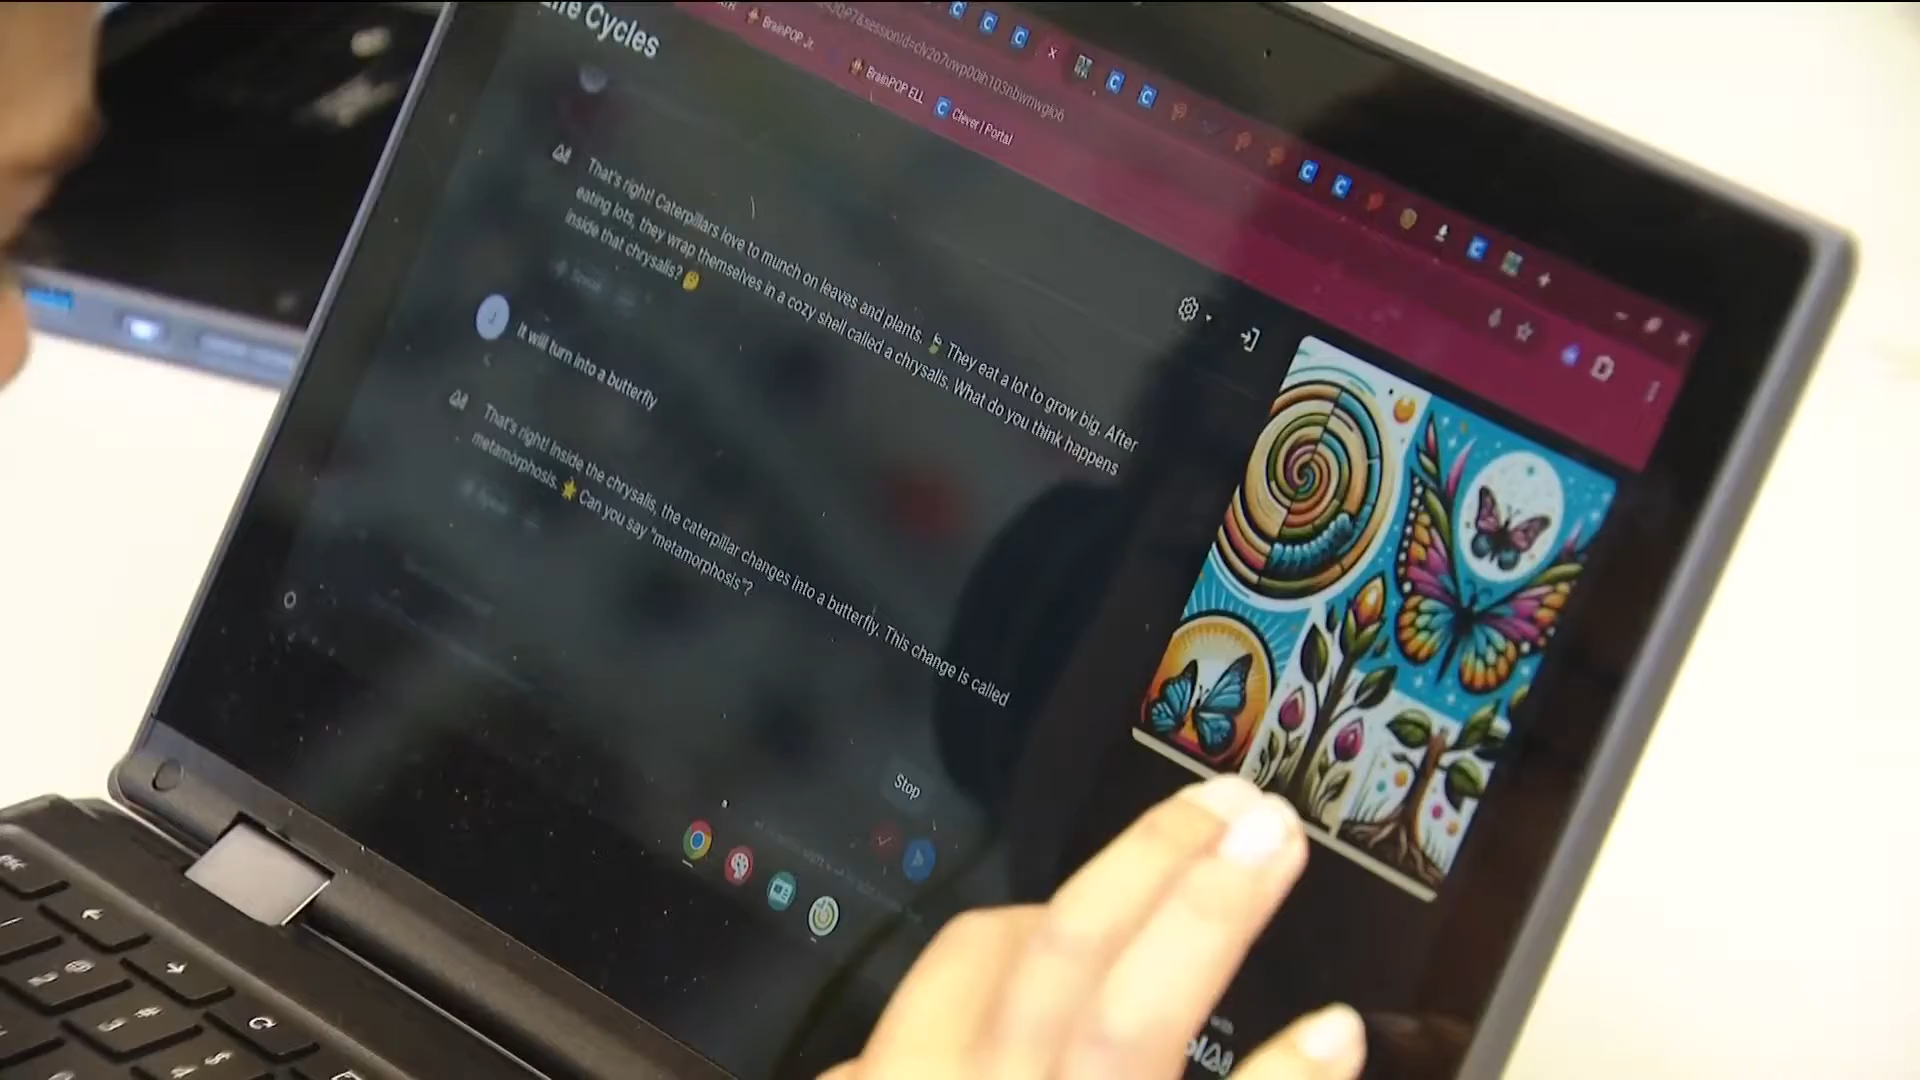 Life Cycles
BrainPOP Jr.
BrainPOP ELL
Clever | Portal
That's right! Caterpillars love to munch on leaves and plants. They eat a lot to grow big. After
eating lots, they wrap themselves in a cozy shell called a chrysalis. What do you think happens
inside that chrysalis? 🤔
Speak
J
It will turn into a butterfly
That's right! Inside the chrysalis, the caterpillar changes into a butterfly. This change is called
metamorphosis. ⭐ Can you say "metamorphosis"?
Speak
Stop
esc